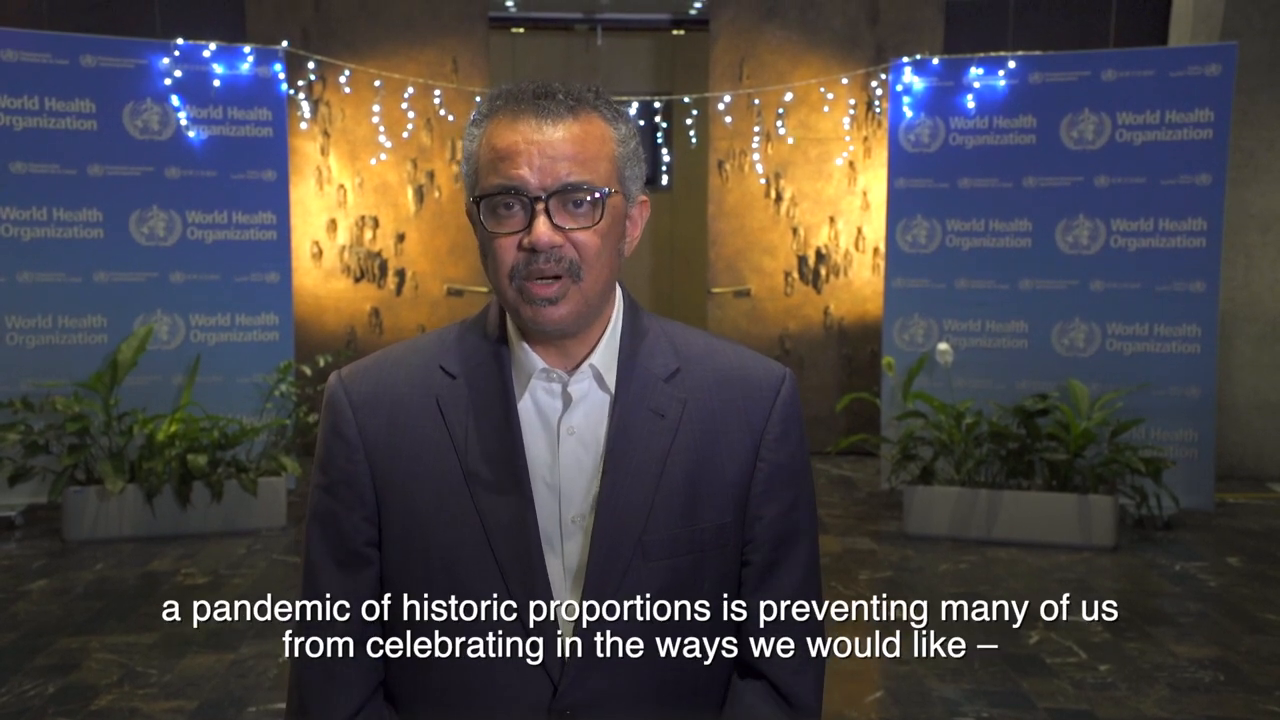 World Health
Organization
World Health
Organization
World Health
Organization
World Health
Organization
World Health
Organization
World Health
Organization
World Health
Organization
World Health
Organization
World Health
Organization
World Health
Organization
World Health
Organization
World Health
Organization
a pandemic of historic proportions is preventing many of us
from celebrating in the ways we would like –